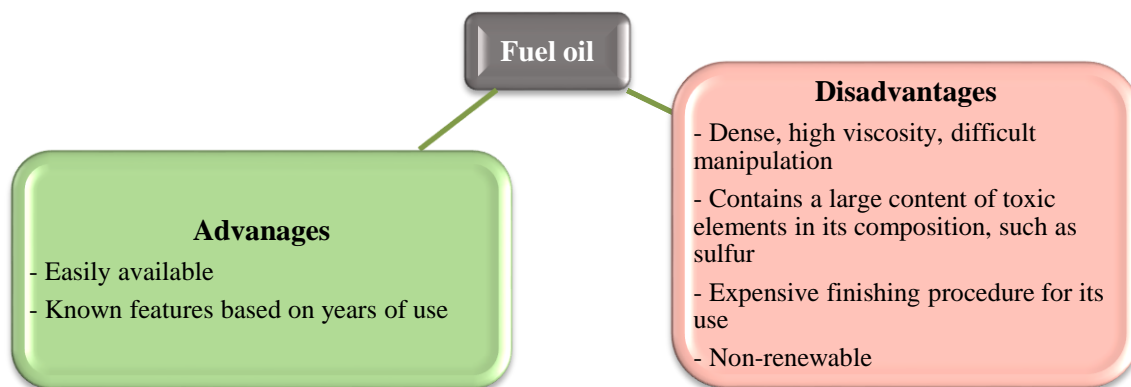 Fuel oil
Advanages
- Easily available
- Known features based on years of use
Disadvantages
- Dense, high viscosity, difficult
manipulation
- Contains a large content of toxic
elements in its composition, such as
sulfur
- Expensive finishing procedure for its
use
- Non-renewable